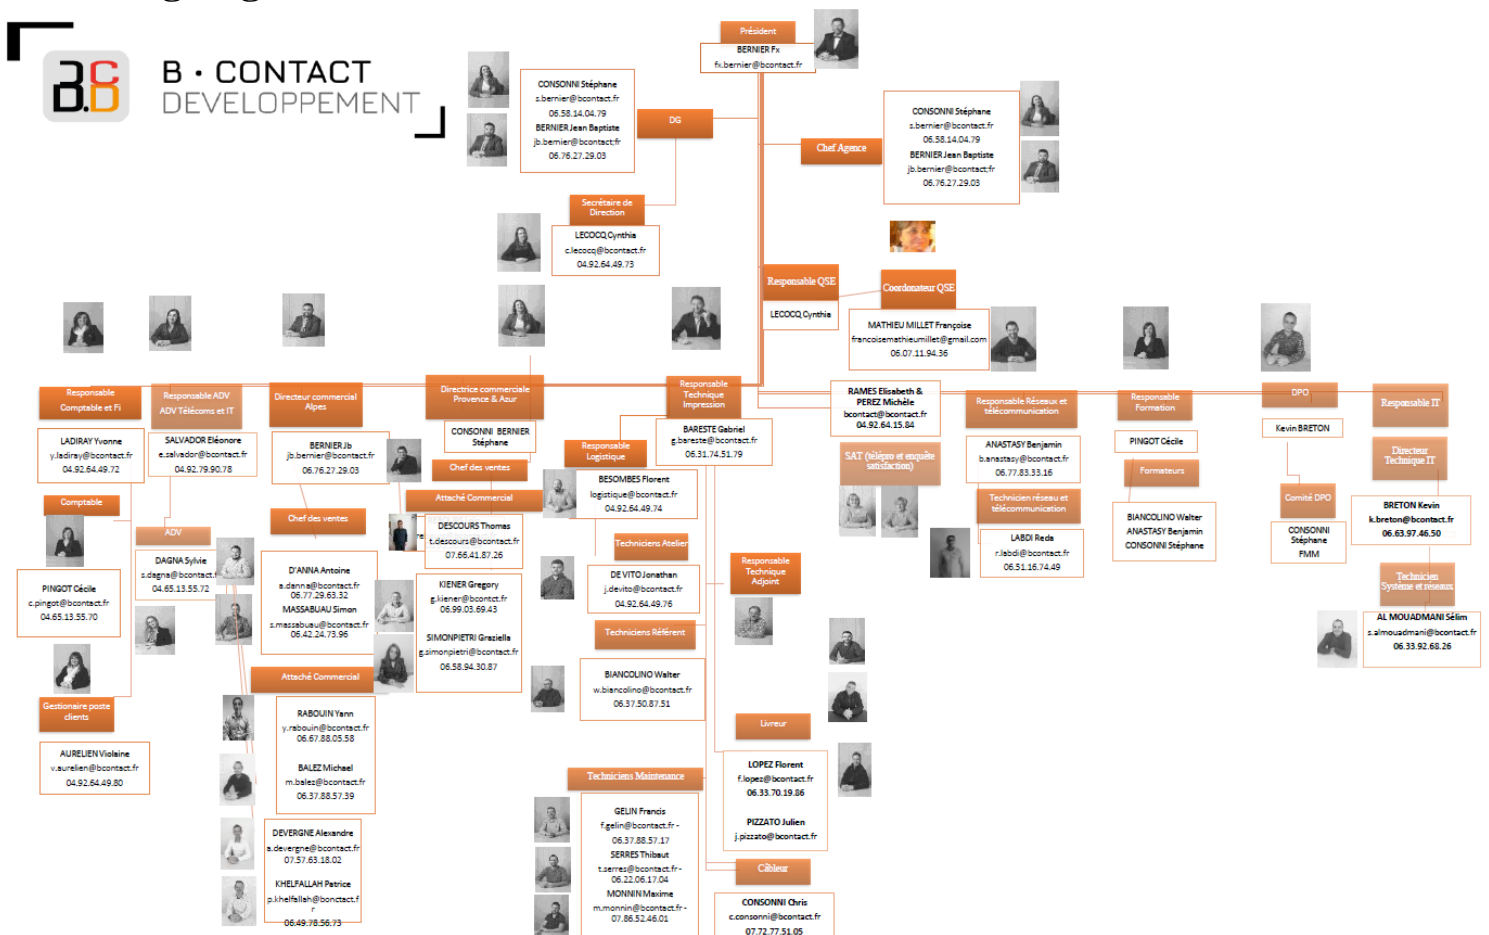 B.C
B.D
B · CONTACT
DEVELOPPEMENT
Président
BERNIER Fx
fx.bernier@bcontact.fr
CONSONNI Stéphane
s.bernier@bcontact.fr
06.58.14.04.79
BERNIER Jean Baptiste
jb.bernier@bcontact;fr
06.76.27.29.03
DG
Chef Agence
CONSONNI Stéphane
s.bernier@bcontact.fr
06.58.14.04.79
BERNIER Jean Baptiste
jb.bernier@bcontact;fr
06.76.27.29.03
Secrétaire de
Direction
LECOCQ Cynthia
c.lecocq@bcontact.fr
04.92.64.49.73
Responsable QSE
LECOCQ Cynthia
Coordonateur QSE
MATHIEU MILLET Françoise
francoisemathieumillet@gmail.com
06.07.11.94.36
Responsable
Comptable et Fi
LADIRAY Yvonne
y.ladiray@bcontact.fr
04.92.64.49.72
Comptable
PINGOT Cécile
c.pingot@bcontact.fr
04.65.13.55.70
Gestionaire poste
clients
AURELIEN Violaine
v.aurelien@bcontact.fr
04.92.64.49.80
Responsable ADV
ADV Télécoms et IT
SALVADOR Eléonore
e.salvador@bcontact.fr
04.92.79.90.78
ADV
DAGNA Sylvie
s.dagna@bcontact.f
04.65.13.55.72
Directeur commercial
Alpes
BERNIER Jb
jb.bernier@bcontact.fr
06.76.27.29.03
Chef des ventes
D'ANNA Antoine
a.danna@bcontact.fr
06.77.29.63.32
MASSABUAU Simon
s.massabuau@bcontact.fr
06.42.24.73.96
Attaché Commercial
RABOUIN Yann
y.rabouin@bcontact.fr
06.67.88.05.58
BALEZ Michael
m.balez@bcontact.fr
06.37.88.57.39
DEVERGNE Alexandre
a.devergne@bcontact.fr
07.57.63.18.02
KHELFALLAH Patrice
p.khelfallah@bonctact.f
r
06.49.78.56.73
Directrice commerciale
Provence & Azur
CONSONNI BERNIER
Stéphane
Chef des ventes
Attaché Commercial
DESCOURS Thomas
t.descours@bcontact.fr
07.66.41.87.26
KIENER Gregory
g.kiener@bcontct.fr
06.99.03.69.43
SIMONPIETRI Graziella
g.simonpietri@bcontact.fr
06.58.94.30.87
Responsable
Technique
Impression
BARESTE Gabriel
g.bareste@bcontact.fr
06.31.74.51.79
Responsable
Logistique
BESOMBES Florent
logistique@bcontact.fr
04.92.64.49.74
Techniciens Atelier
DE VITO Jonathan
j.devito@bcontact.fr
04.92.64.49.76
Techniciens Référent
BIANCOLINO Walter
w.biancolino@bcontact.fr
06.37.50.87.51
Techniciens Maintenance
GELIN Francis
f.gelin@bcontact.fr -
06.37.88.57.17
SERRES Thibaut
t.serres@bcontact.fr -
06.22.06.17.04
MONNIN Maxime
m.monnin@bcontact.fr -
07.86.52.46.01
Responsable
Technique
Adjoint
Livreur
LOPEZ Florent
f.lopez@bcontact.fr
06.33.70.19.86
PIZZATO Julien
j.pizzato@bcontact.fr
Câbleur
CONSONNI Chris
c.consonni@bcontact.fr
07.72.77.51.05
RAMES Elisabeth &
PEREZ Michèle
bcontact@bcontact.fr
04.92.64.15.84
SAT (télépro et enquête
satisfaction)
Responsable Réseaux et
télécommunication
ANASTASY Benjamin
b.anastasy@bcontact.fr
06.77.83.33.16
Technicien réseau et
télécommunication
LABDI Reda
r.labdi@bcontact.fr
06.51.16.74.49
Responsable
Formation
PINGOT Cécile
Formateurs
BIANCOLINO Walter
ANASTASY Benjamin
CONSONNI Stéphane
DPO
Kevin BRETON
Comité DPO
CONSONNI
Stéphane
FMM
Responsable IT
Directeur
Technique IT
BRETON Kevin
k.breton@bcontact.fr
06.63.97.46.50
Technicien
Système et réseaux
AL MOUADMANI Sélim
s.almouadmani@bcontact.fr
06.33.92.68.26